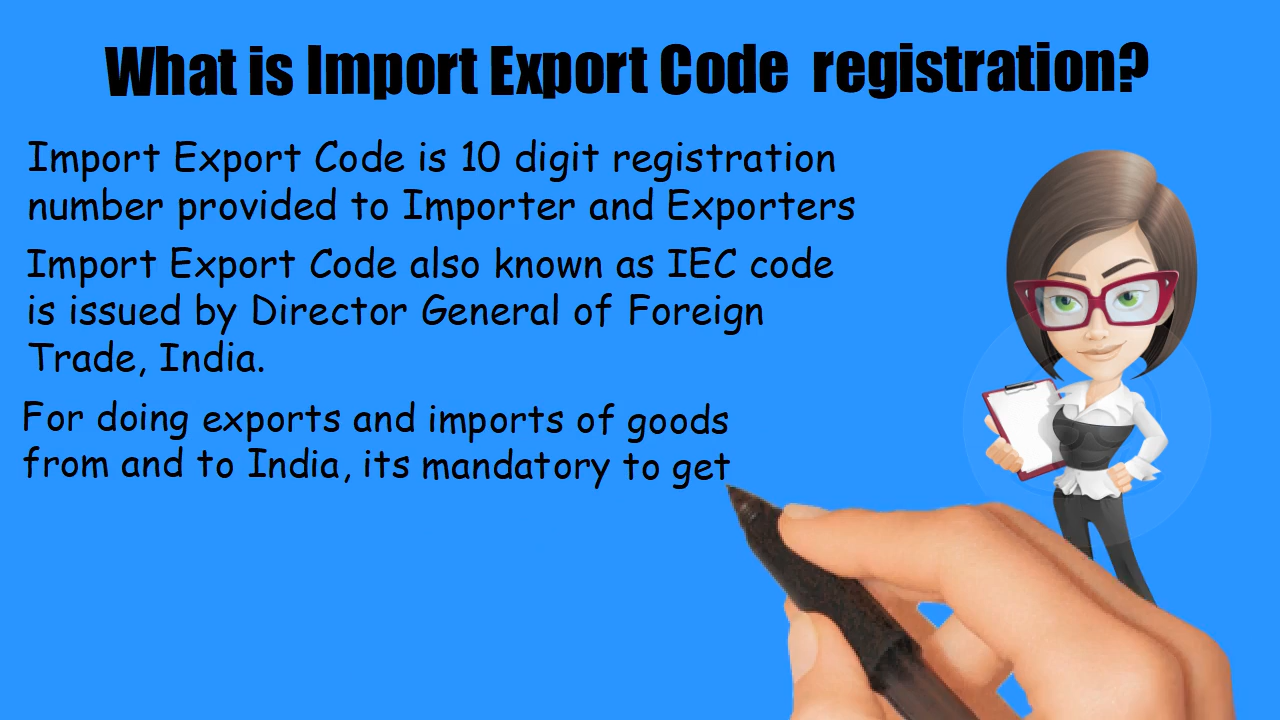 What is Import Export Code registration?
Import Export Code is 10 digit registration
number provided to Importer and Exporters
Import Export Code also known as IEC code
is issued by Director General of Foreign
Trade, India.
For doing exports and imports of goods
from and to India, its mandatory to get